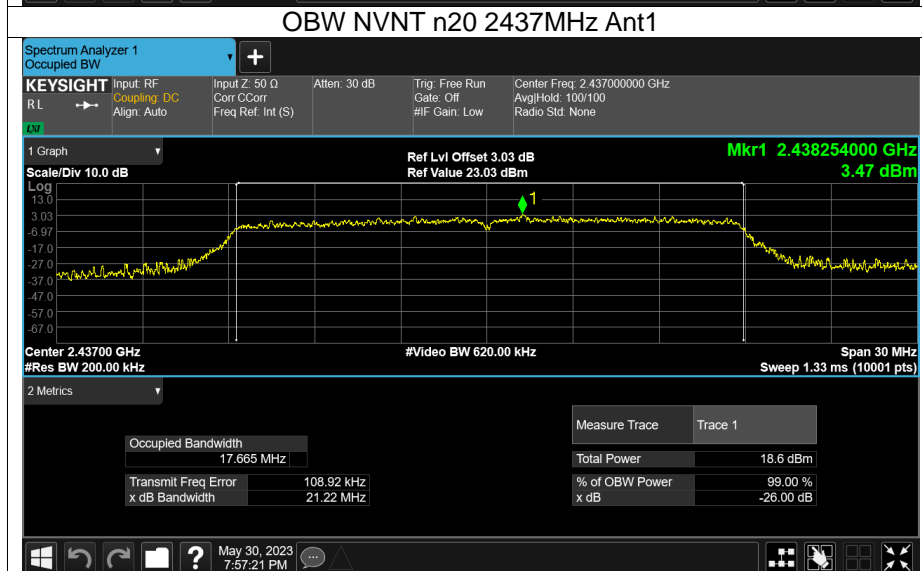 OBW NVNT n20 2437MHz Ant1
Spectrum Analyzer 1
Occupied BW
KEYSIGHT
R L
LXI
Input: RF
Coupling: DC
Align: Auto
Input Z: 50 Ω
Corr CCorr
Freq Ref: Int (S)
Atten: 30 dB
Trig: Free Run
Gate: Off
#IF Gain: Low
Center Freq: 2.437000000 GHz
Avg|Hold: 100/100
Radio Std: None
1 Graph
Scale/Div 10.0 dB
Ref Lvl Offset 3.03 dB
Ref Value 23.03 dBm
Mkr1 2.438254000 GHz
3.47 dBm
Log
13.0
3.03
-6.97
-17.0
-27.0
-37.0
-47.0
-57.0
-67.0
1
Center 2.43700 GHz
#Res BW 200.00 kHz
#Video BW 620.00 kHz
Span 30 MHz
Sweep 1.33 ms (10001 pts)
2 Metrics
Occupied Bandwidth
17.665 MHz
Transmit Freq Error 108.92 kHz
x dB Bandwidth 21.22 MHz
Measure Trace Trace 1
Total Power 18.6 dBm
% of OBW Power 99.00 %
x dB -26.00 dB
?
May 30, 2023
7:57:21 PM